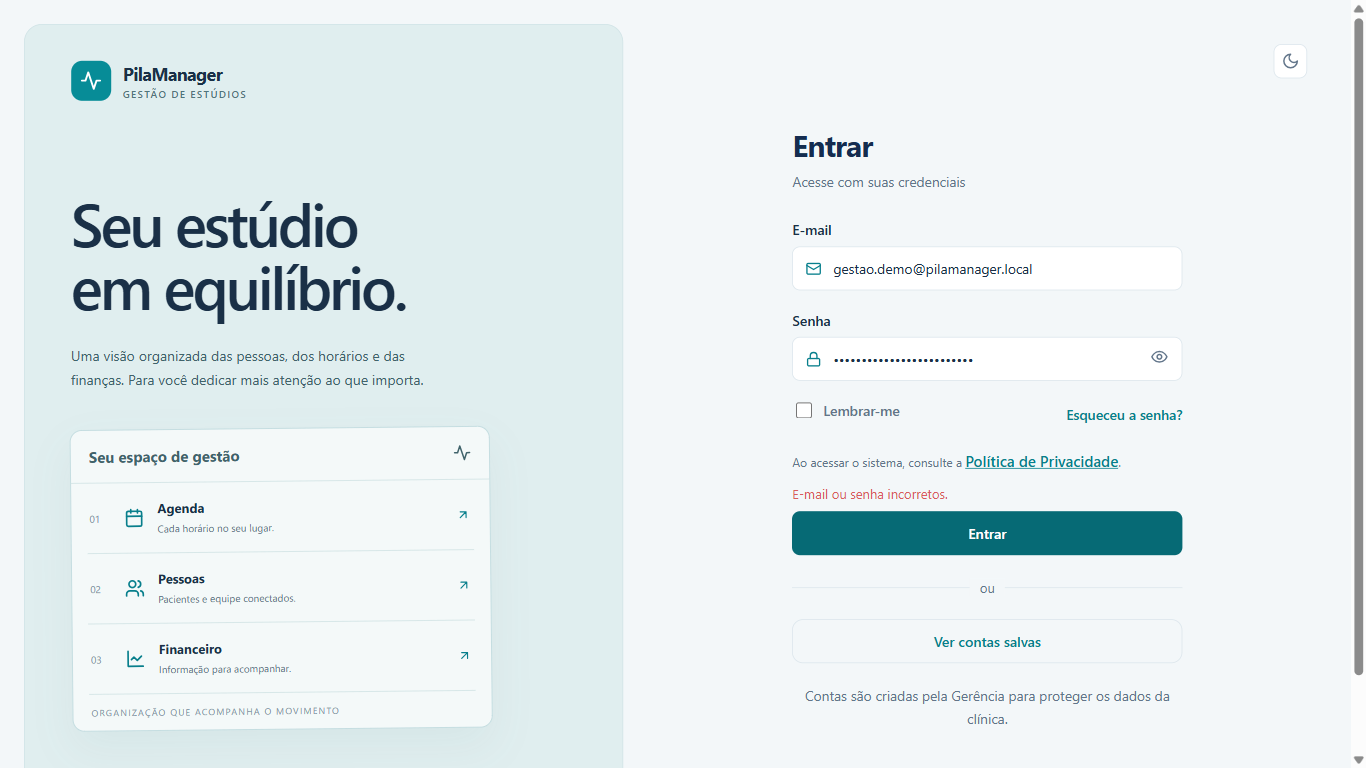 PilaManager
GESTÃO DE ESTÚDIOS
Seu estúdio
em equilíbrio.
Uma visão organizada das pessoas, dos horários e das
finanças. Para você dedicar mais atenção ao que importa.
Seu espaço de gestão
01
Agenda
Cada horário no seu lugar.
02
Pessoas
Pacientes e equipe conectados.
03
Financeiro
Informação para acompanhar.
ORGANIZAÇÃO QUE ACOMPANHA O MOVIMENTO
Entrar
Acesse com suas credenciais
E-mail
gestao.demo@pilamanager.local
Senha
•••••••••••••••••••••••••
Lembrar-me
Esqueceu a senha?
Ao acessar o sistema, consulte a Política de Privacidade.
E-mail ou senha incorretos.
Entrar
ou
Ver contas salvas
Contas são criadas pela Gerência para proteger os dados da
clínica.